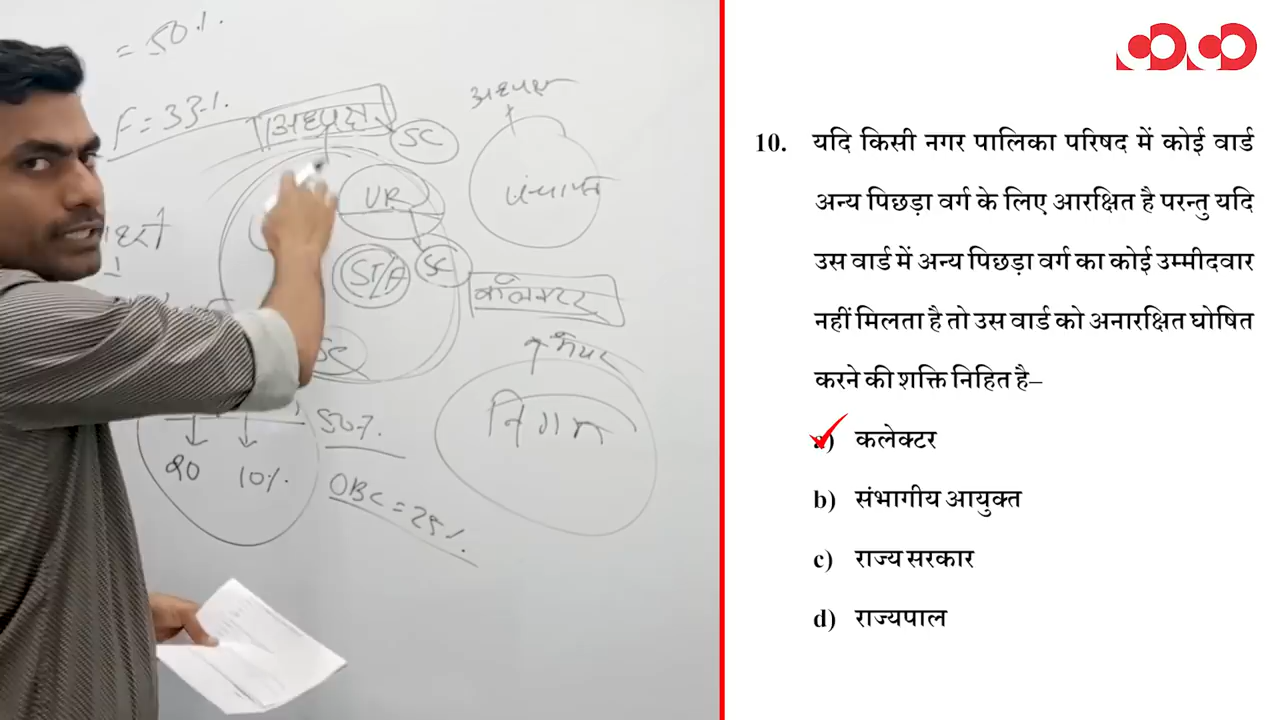 = 50%
F = 33%
अध्यक्ष
SC
अध्यक्ष
UR
पंचायत
ST/F
SC
कलेक्टर
मेयर
SC
निगम
50%
20 10%
OBC = 25%
10. यदि किसी नगर पालिका परिषद में कोई वार्ड
अन्य पिछड़ा वर्ग के लिए आरक्षित है परन्तु यदि
उस वार्ड में अन्य पिछड़ा वर्ग का कोई उम्मीदवार
नहीं मिलता है तो उस वार्ड को अनारक्षित घोषित
करने की शक्ति निहित है–
a) कलेक्टर
b) संभागीय आयुक्त
c) राज्य सरकार
d) राज्यपाल